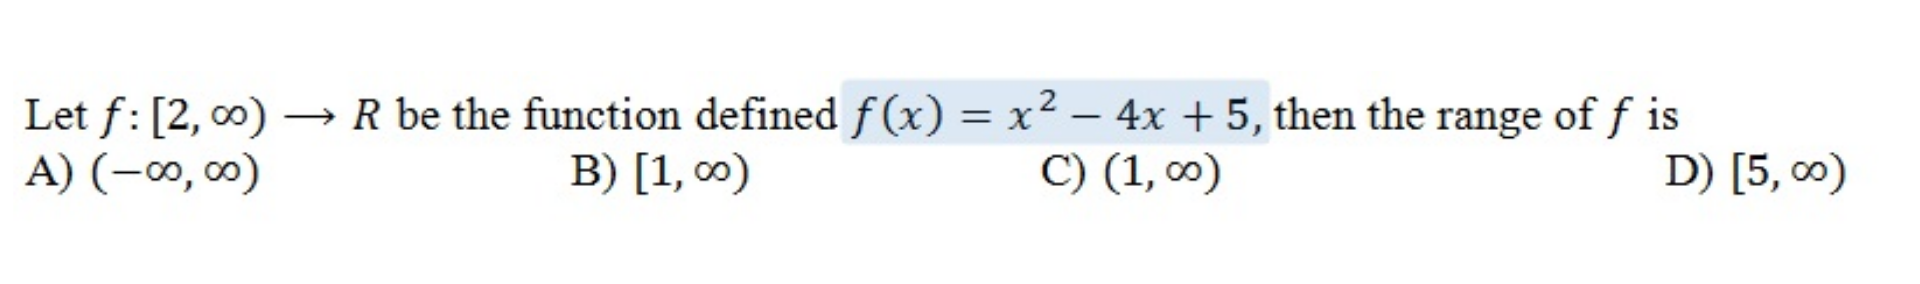 Let f: [2, ∞) ⟶ R be the function defined f(x) = x² − 4x + 5, then the range of f is
A) (−∞, ∞) B) [1, ∞) C) (1, ∞) D) [5, ∞)